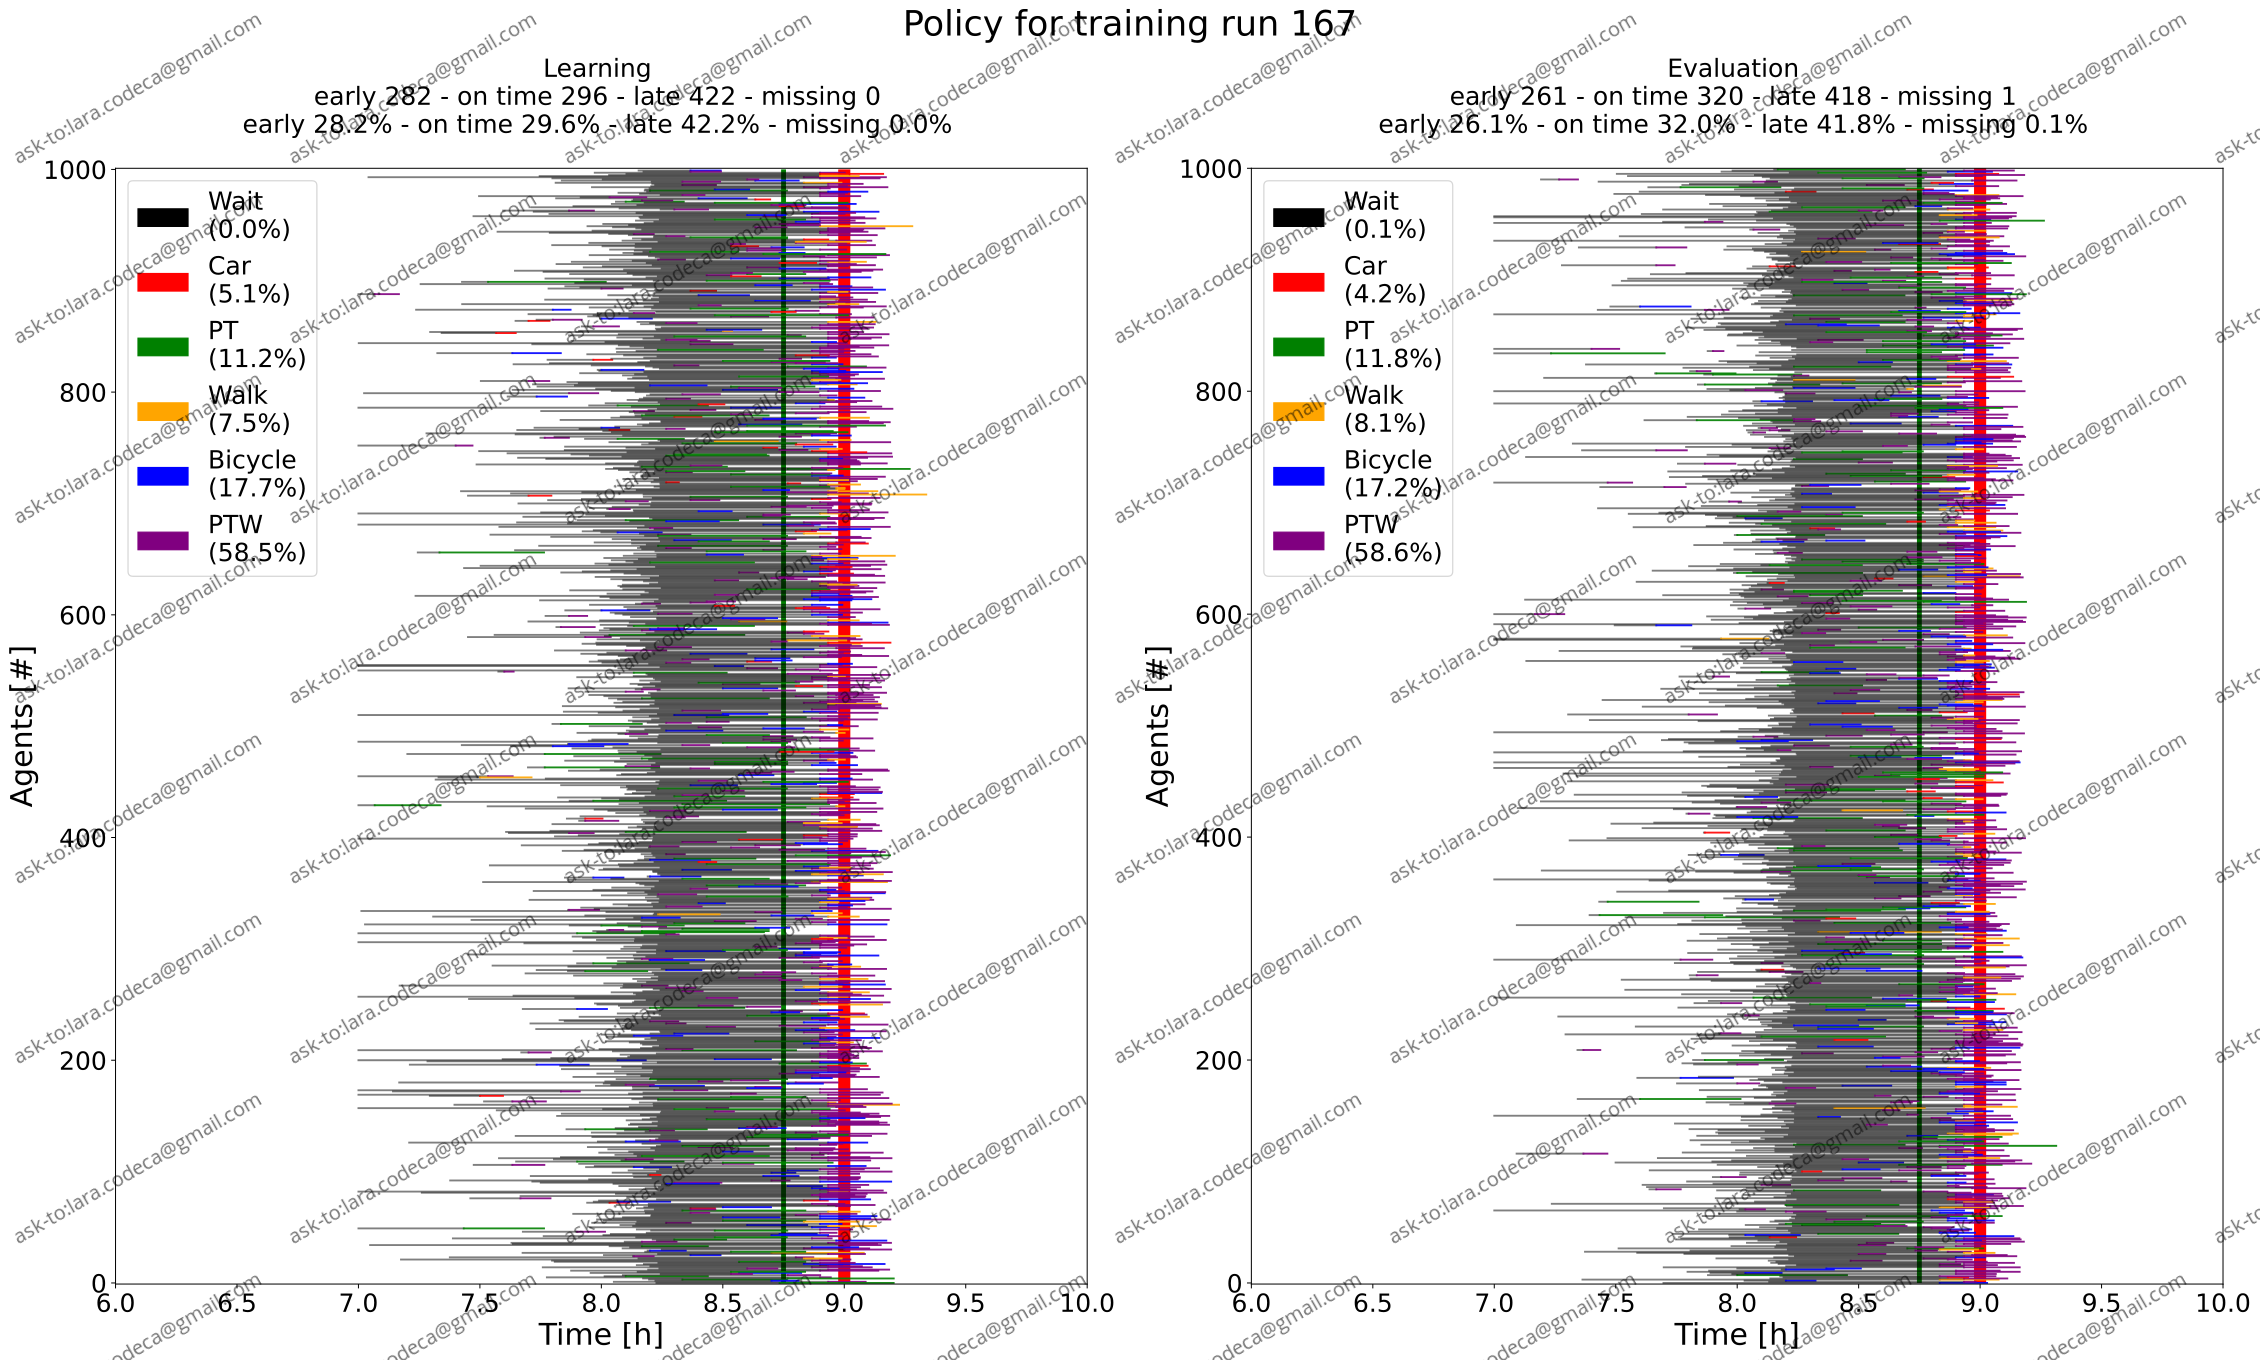 Policy for training run 167
Learning
early 282 - on time 296 - late 422 - missing 0
early 28.2% - on time 29.6% - late 42.2% - missing 0.0%
Agents [#]
1000
800
600
400
200
0
Wait
(0.0%)
Car
(5.1%)
PT
(11.2%)
Walk
(7.5%)
Bicycle
(17.7%)
PTW
(58.5%)
6.0 6.5 7.0 7.5 8.0 8.5 9.0 9.5 10.0
Time [h]
Evaluation
early 261 - on time 320 - late 418 - missing 1
early 26.1% - on time 32.0% - late 41.8% - missing 0.1%
Agents [#]
1000
800
600
400
200
0
Wait
(0.1%)
Car
(4.2%)
PT
(11.8%)
Walk
(8.1%)
Bicycle
(17.2%)
PTW
(58.6%)
6.0 6.5 7.0 7.5 8.0 8.5 9.0 9.5 10.0
Time [h]
ask-to:lara.codeca@gmail.com